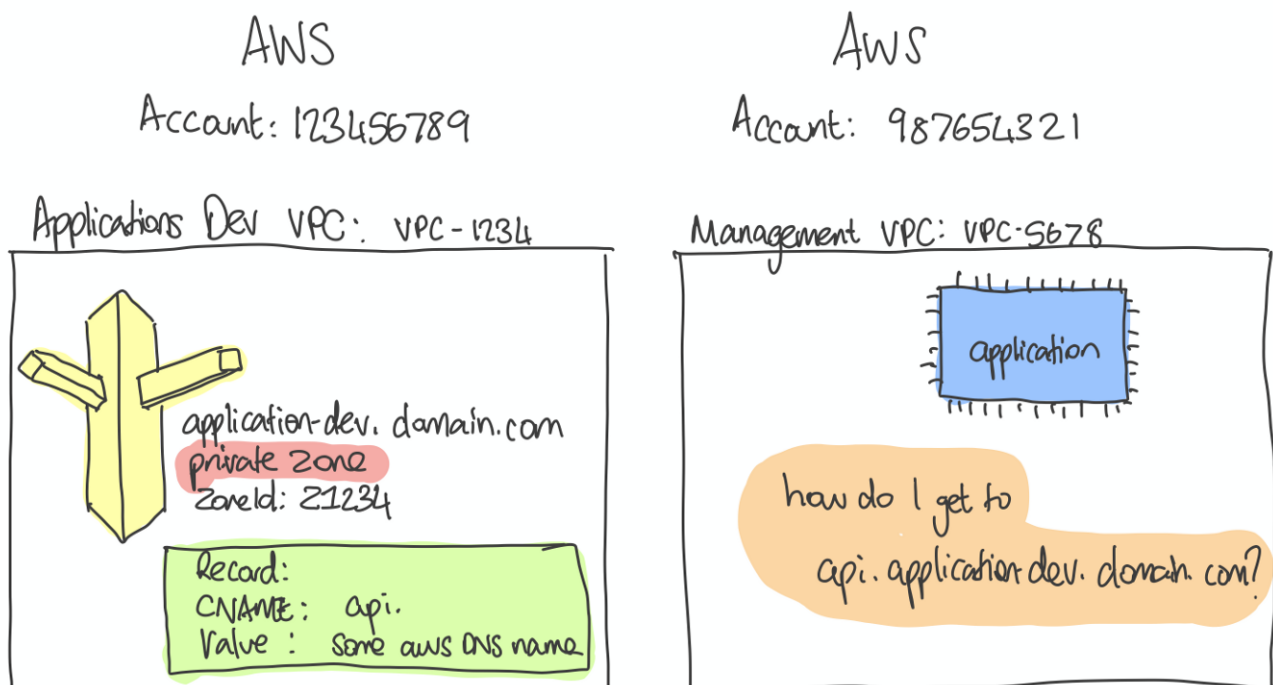 AWS
Account: 123456789
Applications Dev VPC: VPC-1234
application-dev.domain.com
private zone
ZoneId: Z1234
Record:
CNAME: api.
Value: some aws DNS name
AWS
Account: 987654321
Management VPC: VPC-5678
application
how do I get to
api.application-dev.domain.com?